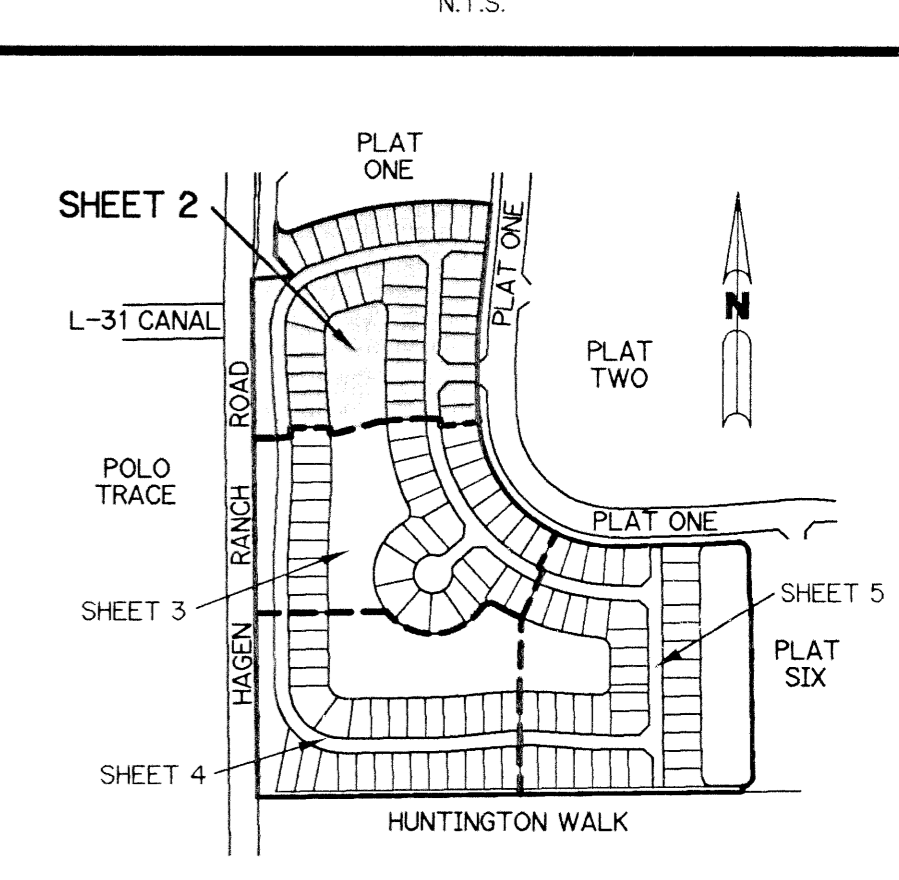 N.T.S.
PLAT
ONE
SHEET 2
PLAT ONE
N
L-31 CANAL
PLAT
TWO
HAGEN RANCH ROAD
POLO
TRACE
PLAT ONE
SHEET 3
SHEET 5
PLAT
SIX
SHEET 4
HUNTINGTON WALK